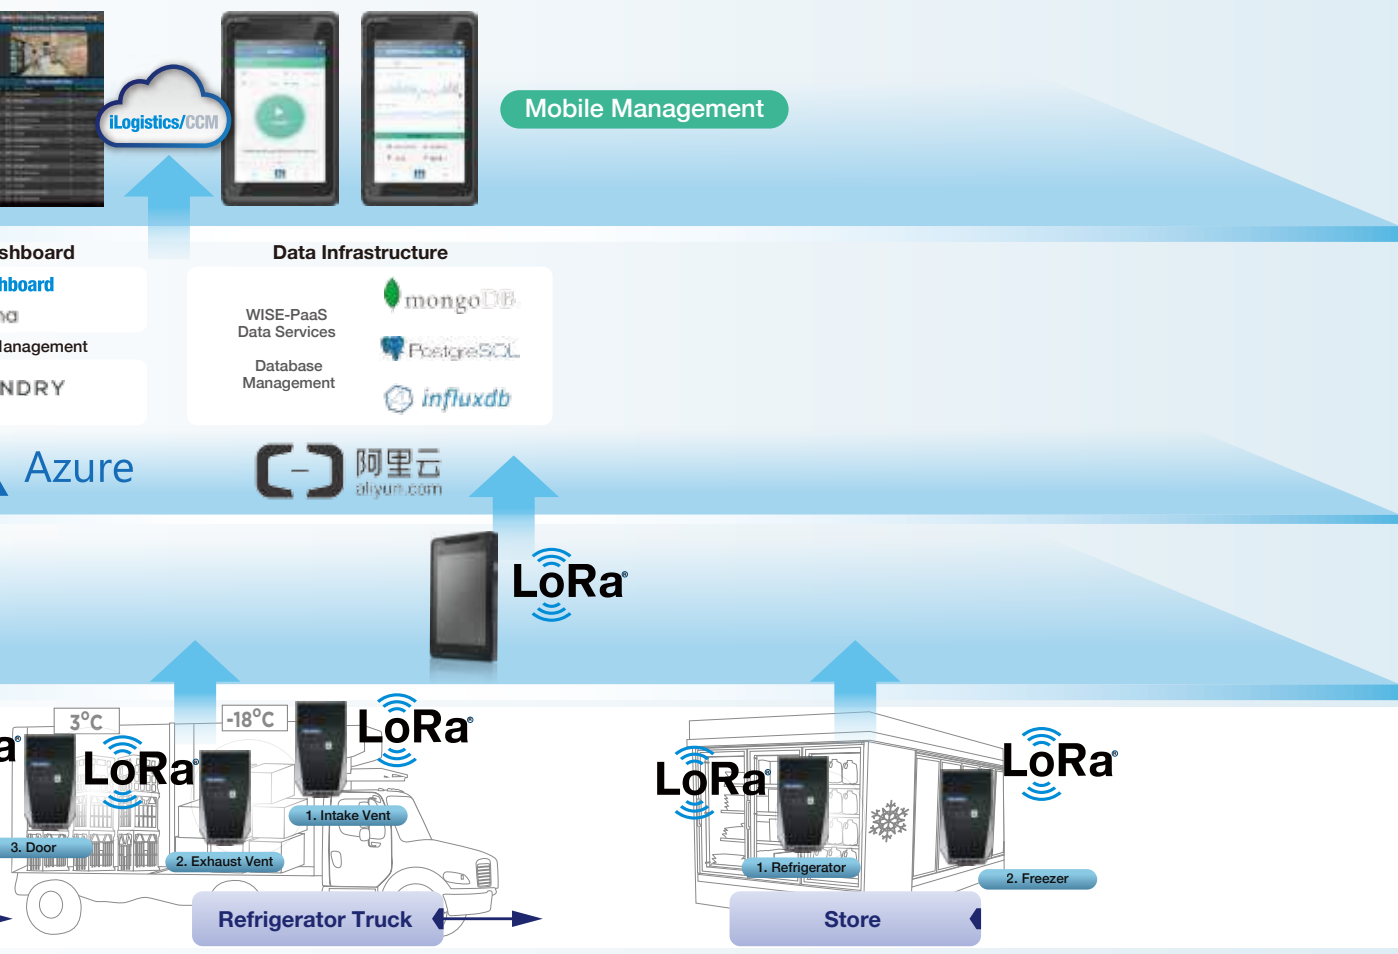 iLogistics/CCM
Mobile Management
shboard
hboard
Data Infrastructure
WISE-PaaS
Data Services
Database
Management
mongoDB
PostgreSQL
influxdb
anagement
NDRY
Azure
阿里云
aliyun.com
LoRa®
3°C
-18°C
a®
LoRa®
LoRa®
1. Intake Vent
2. Exhaust Vent
3. Door
Refrigerator Truck
LoRa®
LoRa®
1. Refrigerator
2. Freezer
Store